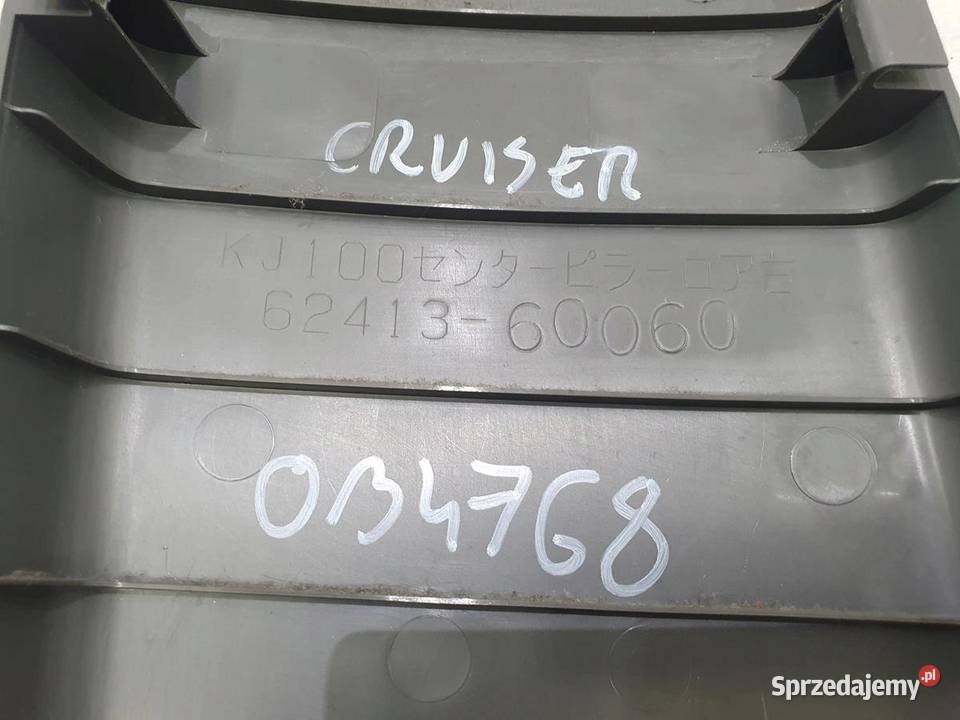 CRUISER
KJ100センターピラーロア右
62413-60060
OB4768
Sprzedajemy.pl